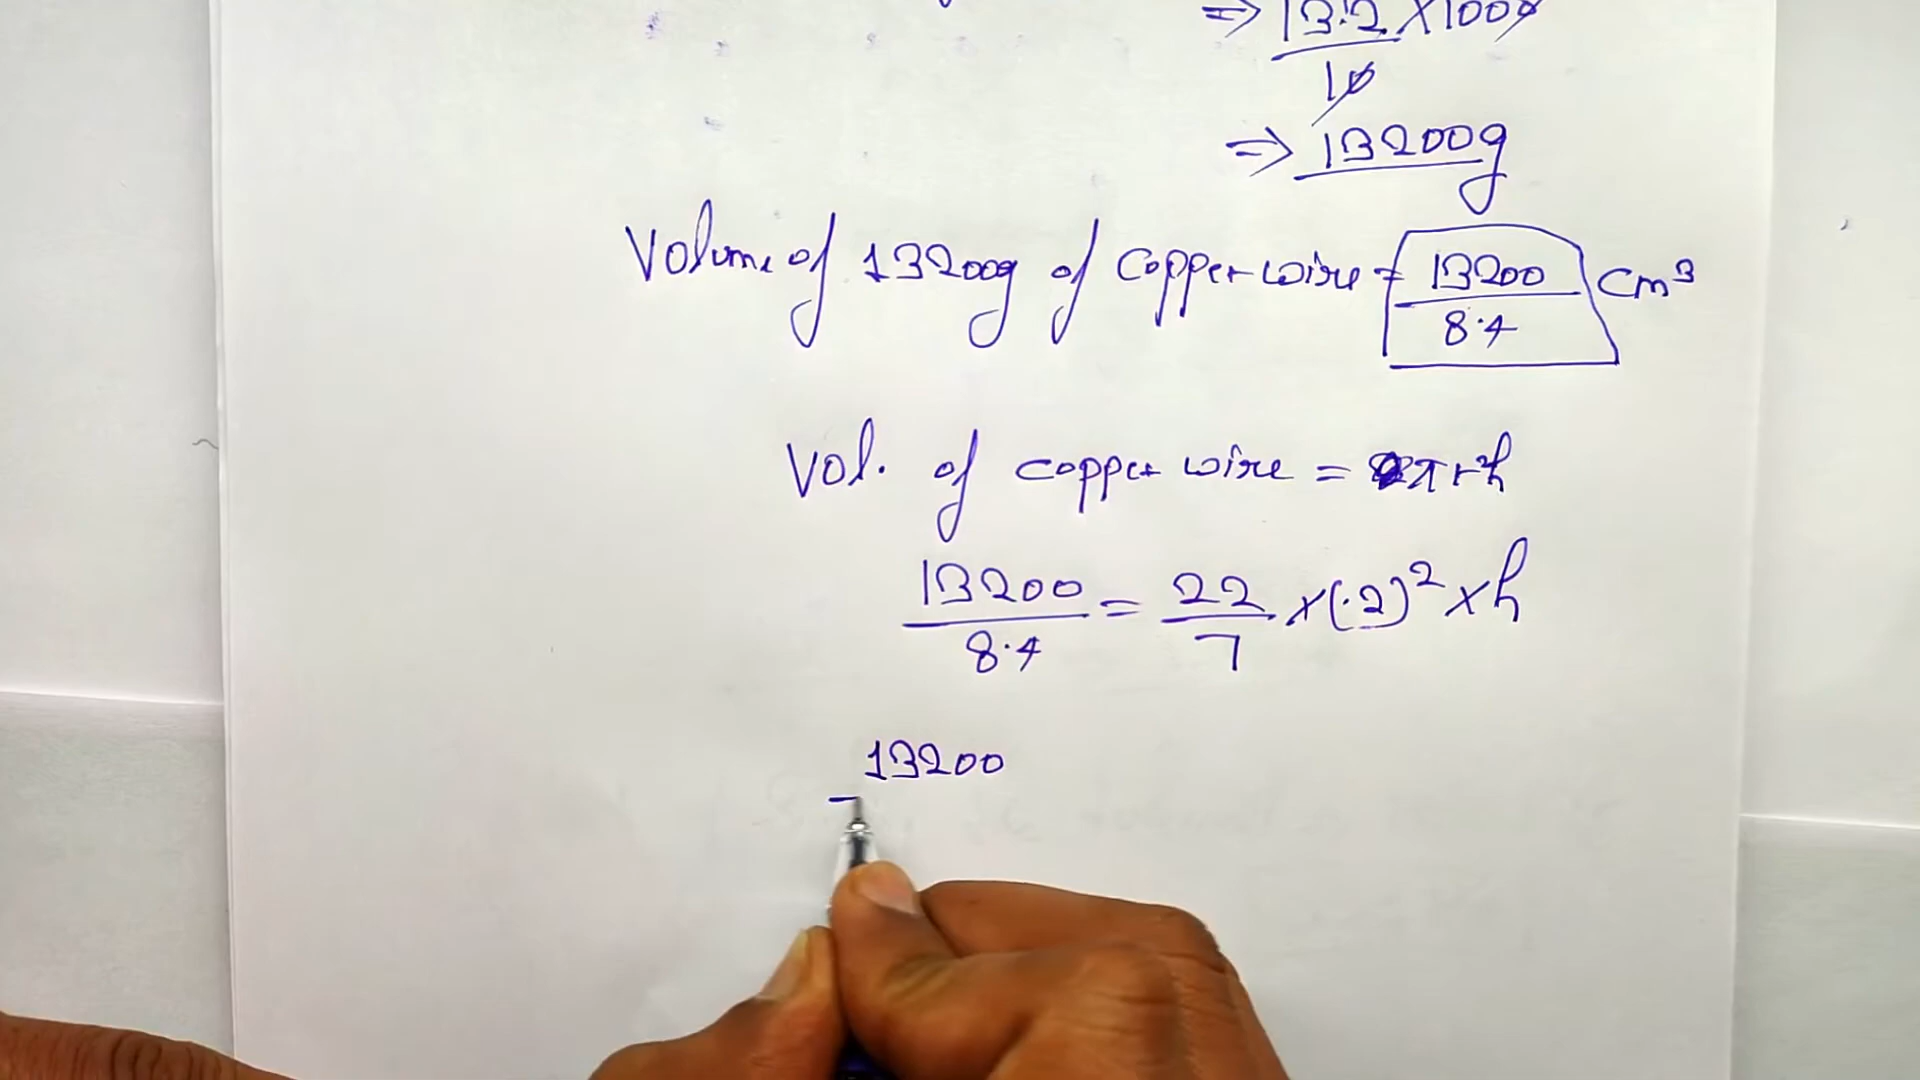 ⇒ 13.2 × 1000
10
⇒ 13200g
Volume of 13200g of copper wire = 13200 cm³
8.4
Vol. of copper wire = πr²h
13200 = 22 × (.2)² × h
8.4 7
13200